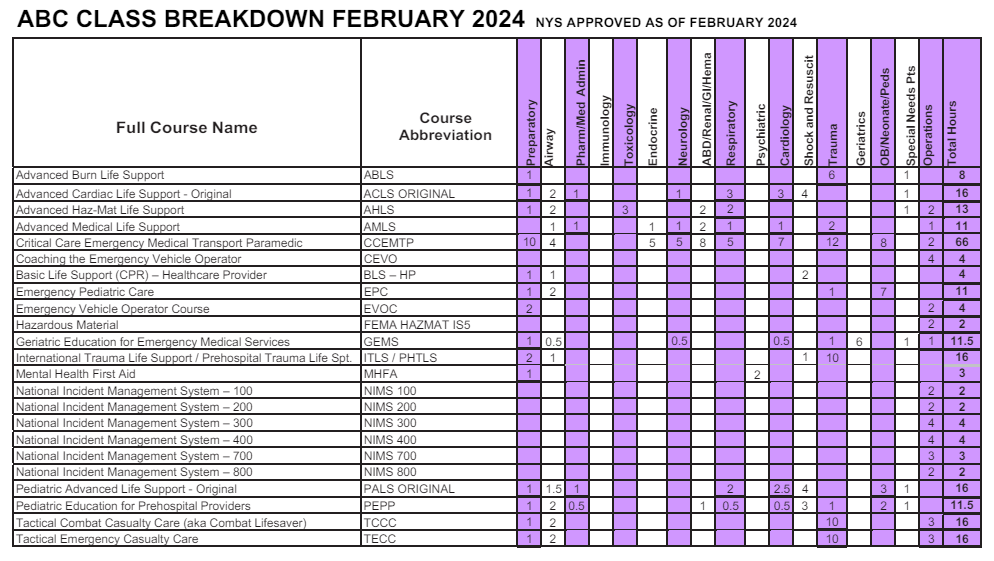 ABC CLASS BREAKDOWN FEBRUARY 2024 NYS APPROVED AS OF FEBRUARY 2024
Full Course Name Course Abbreviation Preparatory Airway Pharm/Med Admin Immunology Toxicology Endocrine Neurology ABD/Renal/GI/Hema Respiratory Psychiatric Cardiology Shock and Resuscit Trauma Geriatrics OB/Neonate/Peds Special Needs Pts Operations Total Hours
Advanced Burn Life Support ABLS 1 6 1 8
Advanced Cardiac Life Support - Original ACLS ORIGINAL 1 2 1 1 3 3 4 1 16
Advanced Haz-Mat Life Support AHLS 1 2 3 2 2 1 2 13
Advanced Medical Life Support AMLS 1 1 1 1 2 1 1 2 1 11
Critical Care Emergency Medical Transport Paramedic CCEMTP 10 4 5 5 8 5 7 12 8 2 66
Coaching the Emergency Vehicle Operator CEVO 4 4
Basic Life Support (CPR) – Healthcare Provider BLS – HP 1 1 2 4
Emergency Pediatric Care EPC 1 2 1 7 11
Emergency Vehicle Operator Course EVOC 2 2 4
Hazardous Material FEMA HAZMAT IS5 2 2
Geriatric Education for Emergency Medical Services GEMS 1 0.5 0.5 0.5 1 6 1 1 11.5
International Trauma Life Support / Prehospital Trauma Life Spt. ITLS / PHTLS 2 1 1 10 16
Mental Health First Aid MHFA 1 2 3
National Incident Management System – 100 NIMS 100 2 2
National Incident Management System – 200 NIMS 200 2 2
National Incident Management System – 300 NIMS 300 4 4
National Incident Management System – 400 NIMS 400 4 4
National Incident Management System – 700 NIMS 700 3 3
National Incident Management System – 800 NIMS 800 2 2
Pediatric Advanced Life Support - Original PALS ORIGINAL 1 1.5 1 2 2.5 4 3 1 16
Pediatric Education for Prehospital Providers PEPP 1 2 0.5 1 0.5 0.5 3 1 2 1 11.5
Tactical Combat Casualty Care (aka Combat Lifesaver) TCCC 1 2 10 3 16
Tactical Emergency Casualty Care TECC 1 2 10 3 16